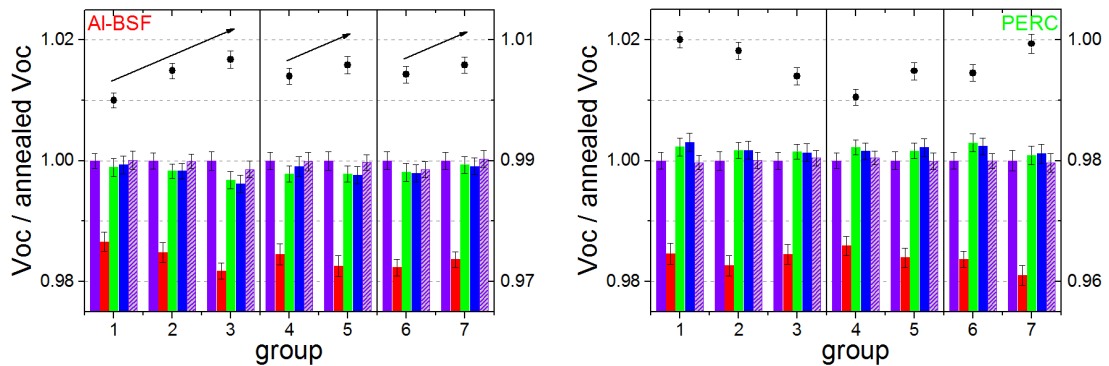 Al-BSF
Voc / annealed Voc
1.02
1.00
0.98
1.01
0.99
0.97
1 2 3 4 5 6 7
group
PERC
Voc / annealed Voc
1.02
1.00
0.98
1.00
0.98
0.96
1 2 3 4 5 6 7
group